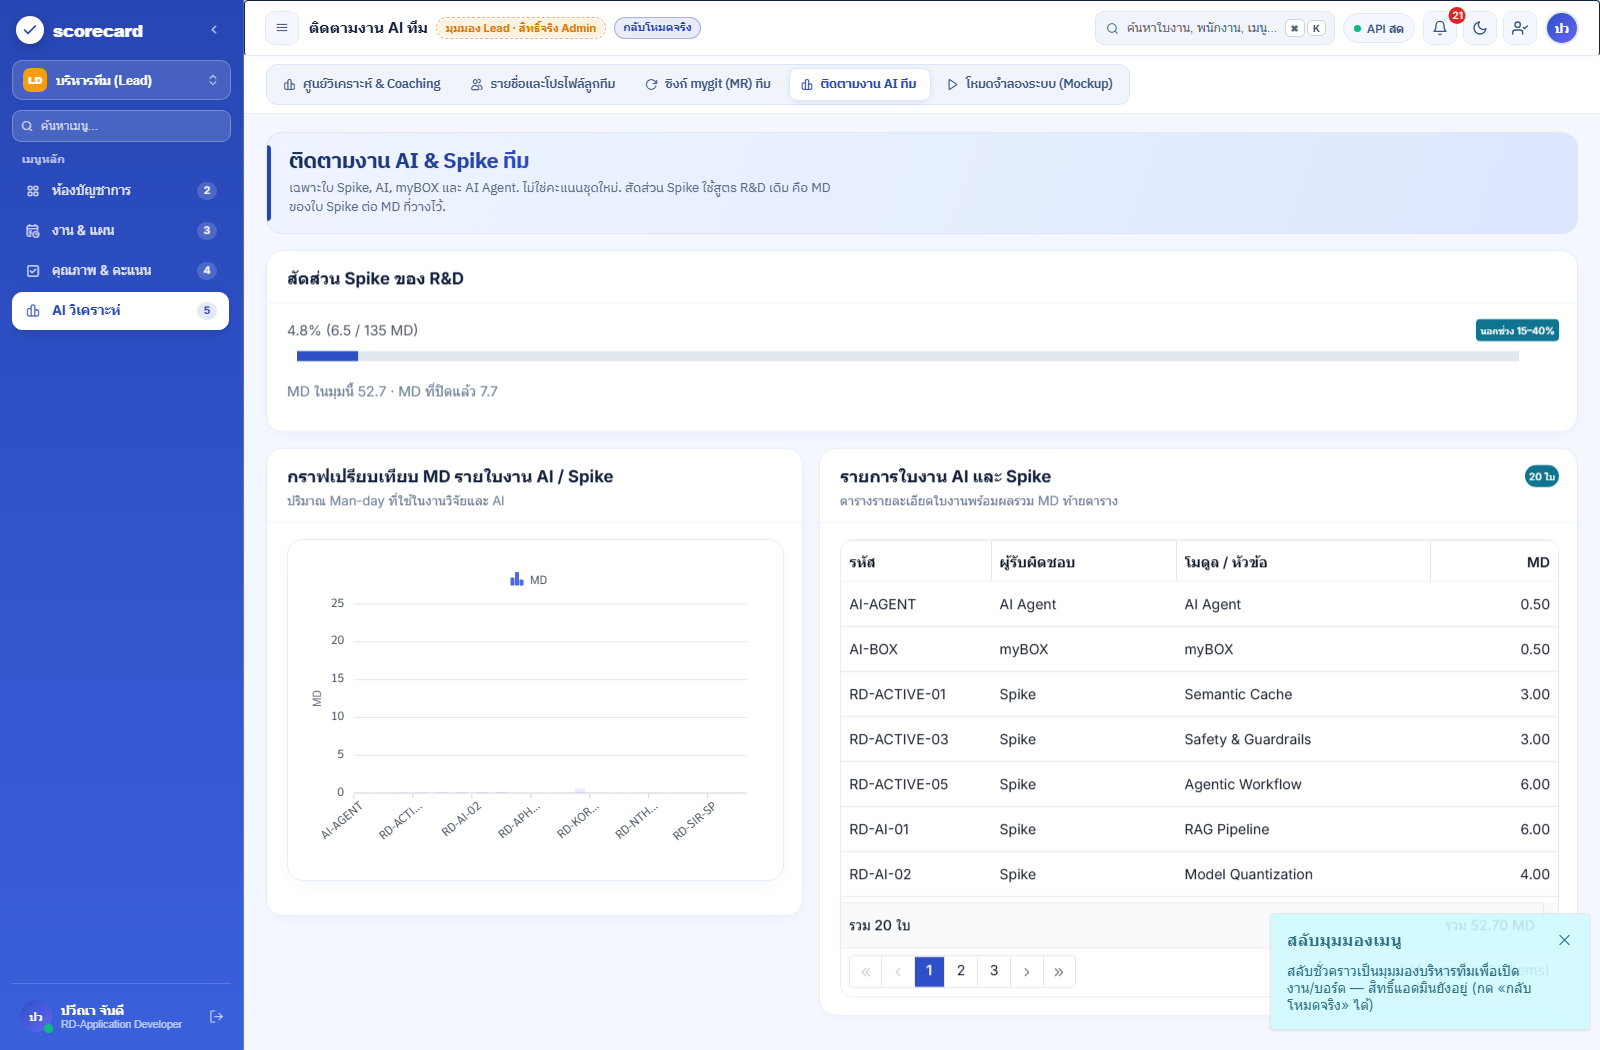 scorecard
LD บริหารทีม (Lead)
ค้นหาเมนู...
เมนูหลัก
ห้องบัญชาการ 2
งาน & แผน 3
คุณภาพ & คะแนน 4
AI วิเคราะห์ 5
ปว ปวีณา จันดี
RD-Application Developer
ติดตามงาน AI ทีม มุมมอง Lead · สิทธิ์จริง Admin กลับโหมดจริง
ค้นหาใบงาน, พนักงาน, เมนู... ⌘ K API สด 21 ปว
ศูนย์วิเคราะห์ & Coaching รายชื่อและโปรไฟล์ลูกทีม ซิงก์ mygit (MR) ทีม ติดตามงาน AI ทีม โหมดจำลองระบบ (Mockup)
ติดตามงาน AI & Spike ทีม
เฉพาะใบ Spike, AI, myBOX และ AI Agent. ไม่ใช่คะแนนชุดใหม่. สัดส่วน Spike ใช้สูตร R&D เดิม คือ MD
ของใบ Spike ต่อ MD ที่วางไว้.
สัดส่วน Spike ของ R&D
4.8% (6.5 / 135 MD) นอกช่วง 15–40%
MD ในมุมนี้ 52.7 · MD ที่ปิดแล้ว 7.7
กราฟเปรียบเทียบ MD รายใบงาน AI / Spike
ปริมาณ Man-day ที่ใช้ในงานวิจัยและ AI
MD
25
20
15
10
5
0
MD
AI-AGENT RD-ACTI... RD-AI-02 RD-APH... RD-KOR... RD-NTH... RD-SIR-SP
รายการใบงาน AI และ Spike 20 ใบ
ตารางรายละเอียดใบงานพร้อมผลรวม MD ท้ายตาราง
รหัส ผู้รับผิดชอบ โมดูล / หัวข้อ MD
AI-AGENT AI Agent AI Agent 0.50
AI-BOX myBOX myBOX 0.50
RD-ACTIVE-01 Spike Semantic Cache 3.00
RD-ACTIVE-03 Spike Safety & Guardrails 3.00
RD-ACTIVE-05 Spike Agentic Workflow 6.00
RD-AI-01 Spike RAG Pipeline 6.00
RD-AI-02 Spike Model Quantization 4.00
รวม 20 ใบ รวม 52.70 MD
« ‹ 1 2 3 › »
สลับมุมมองเมนู
สลับชั่วคราวเป็นมุมมองบริหารทีมเพื่อเปิด
งาน/บอร์ด — สิทธิ์แอดมินยังอยู่ (กด «กลับ
โหมดจริง» ได้)